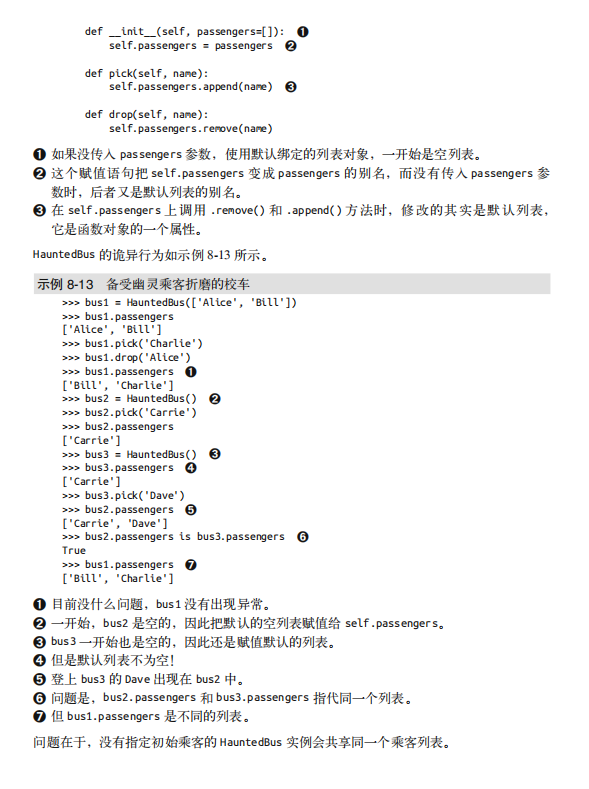 def __init__(self, passengers=[]): ❶
self.passengers = passengers ❷
def pick(self, name):
self.passengers.append(name) ❸
def drop(self, name):
self.passengers.remove(name)
❶ 如果没传入 passengers 参数，使用默认绑定的列表对象，一开始是空列表。
❷ 这个赋值语句把 self.passengers 变成 passengers 的别名，而没有传入 passengers 参
数时，后者又是默认列表的别名。
❸ 在 self.passengers 上调用 .remove() 和 .append() 方法时，修改的其实是默认列表，
它是函数对象的一个属性。
HauntedBus 的诡异行为如示例 8-13 所示。
示例 8-13 备受幽灵乘客折磨的校车
>>> bus1 = HauntedBus(['Alice', 'Bill'])
>>> bus1.passengers
['Alice', 'Bill']
>>> bus1.pick('Charlie')
>>> bus1.drop('Alice')
>>> bus1.passengers ❶
['Bill', 'Charlie']
>>> bus2 = HauntedBus() ❷
>>> bus2.pick('Carrie')
>>> bus2.passengers
['Carrie']
>>> bus3 = HauntedBus() ❸
>>> bus3.passengers ❹
['Carrie']
>>> bus3.pick('Dave')
>>> bus2.passengers ❺
['Carrie', 'Dave']
>>> bus2.passengers is bus3.passengers ❻
True
>>> bus1.passengers ❼
['Bill', 'Charlie']
❶ 目前没什么问题，bus1 没有出现异常。
❷ 一开始，bus2 是空的，因此把默认的空列表赋值给 self.passengers。
❸ bus3 一开始也是空的，因此还是赋值默认的列表。
❹ 但是默认列表不为空！
❺ 登上 bus3 的 Dave 出现在 bus2 中。
❻ 问题是，bus2.passengers 和 bus3.passengers 指代同一个列表。
❼ 但 bus1.passengers 是不同的列表。
问题在于，没有指定初始乘客的 HauntedBus 实例会共享同一个乘客列表。